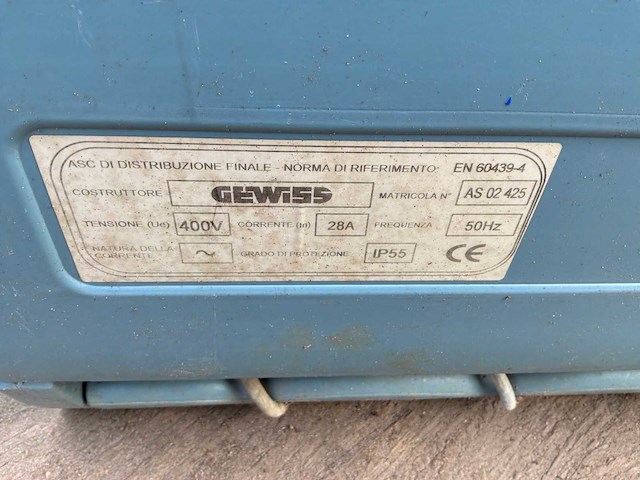 ASC DI DISTRIBUZIONE FINALE - NORMA DI RIFERIMENTO: EN 60439-4
COSTRUTTORE GEWISS MATRICOLA N° AS 02 425
TENSIONE (Ue) 400V CORRENTE (In) 28A FREQUENZA 50Hz
NATURA DELLA CORRENTE ~ GRADO DI PROTEZIONE IP55 CE